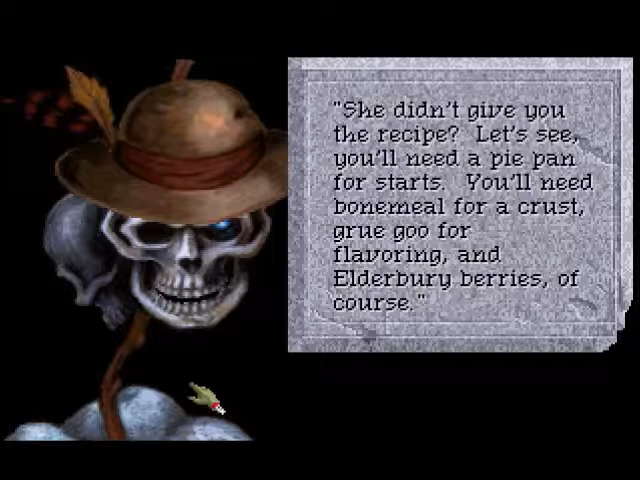 "She didn't give you
the recipe? Let's see,
you'll need a pie pan
for starts. You'll need
bonemeal for a crust,
grue goo for
flavoring, and
Elderbury berries, of
course."